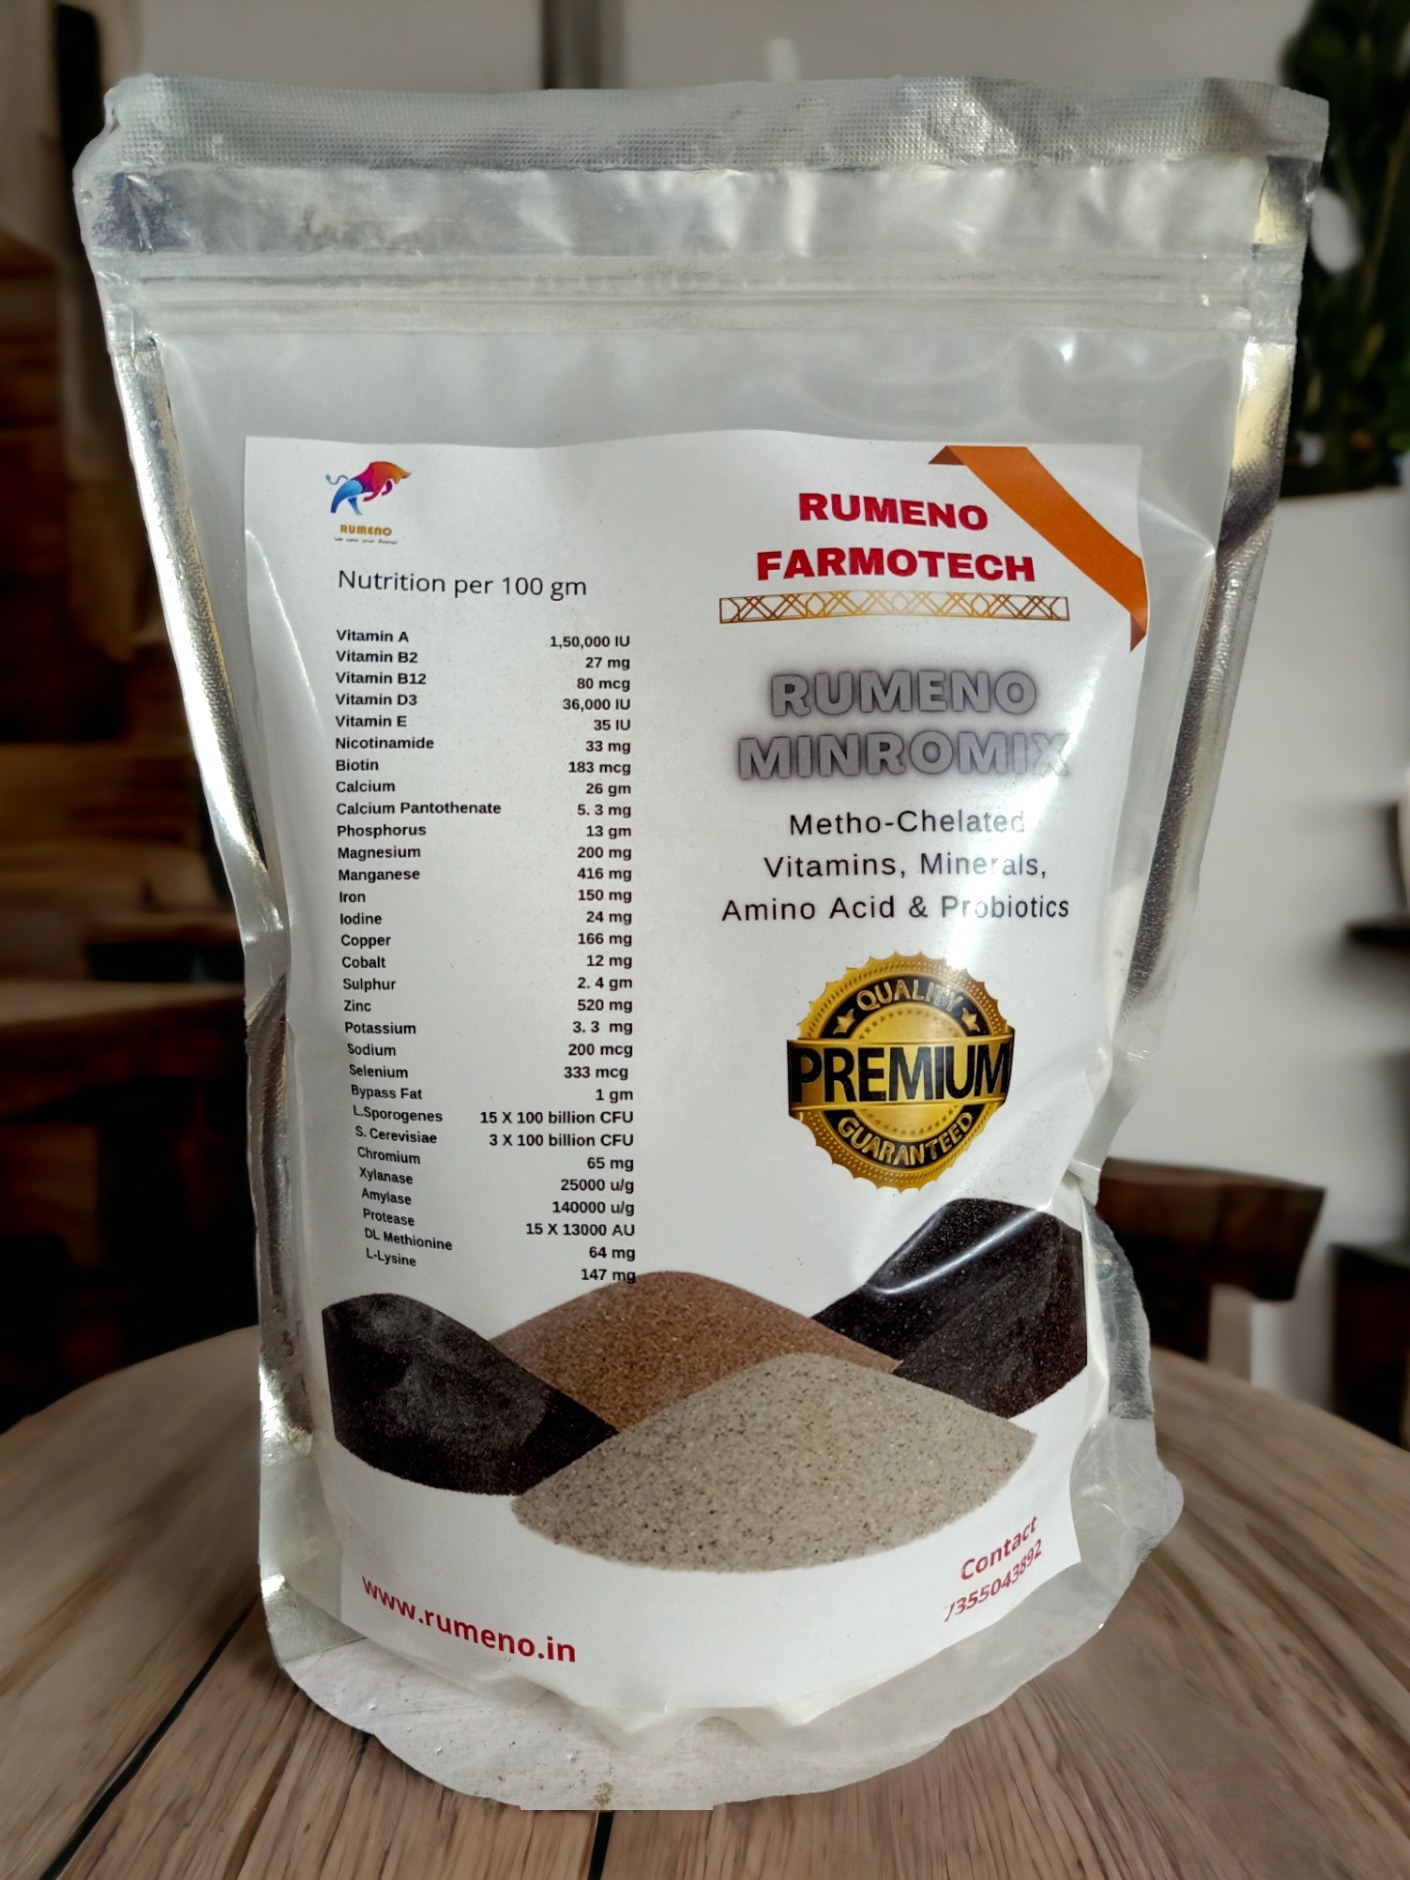 RUMENO
We care your Animal
Nutrition per 100 gm
Vitamin A 1,50,000 IU
Vitamin B2 27 mg
Vitamin B12 80 mcg
Vitamin D3 36,000 IU
Vitamin E 35 IU
Nicotinamide 33 mg
Biotin 183 mcg
Calcium 26 gm
Calcium Pantothenate 5. 3 mg
Phosphorus 13 gm
Magnesium 200 mg
Manganese 416 mg
Iron 150 mg
Iodine 24 mg
Copper 166 mg
Cobalt 12 mg
Sulphur 2. 4 gm
Zinc 520 mg
Potassium 3. 3 mg
Sodium 200 mcg
Selenium 333 mcg
Bypass Fat 1 gm
L.Sporogenes 15 X 100 billion CFU
S. Cerevisiae 3 X 100 billion CFU
Chromium 65 mg
Xylanase 25000 u/g
Amylase 140000 u/g
Protease 15 X 13000 AU
DL Methionine 64 mg
L-Lysine 147 mg
RUMENO
FARMOTECH
RUMENO
MINROMIX
Metho-Chelated
Vitamins, Minerals,
Amino Acid & Probiotics
QUALITY
PREMIUM
GUARANTEED
www.rumeno.in
Contact
7355043892